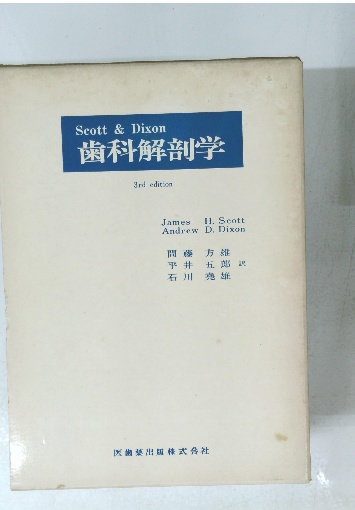 Scott & Dixon
歯科解剖学
3rd edition
James H. Scott
Andrew D. Dixon
間藤方雄
平井五郎 訳
石川堯雄
医歯薬出版株式会社